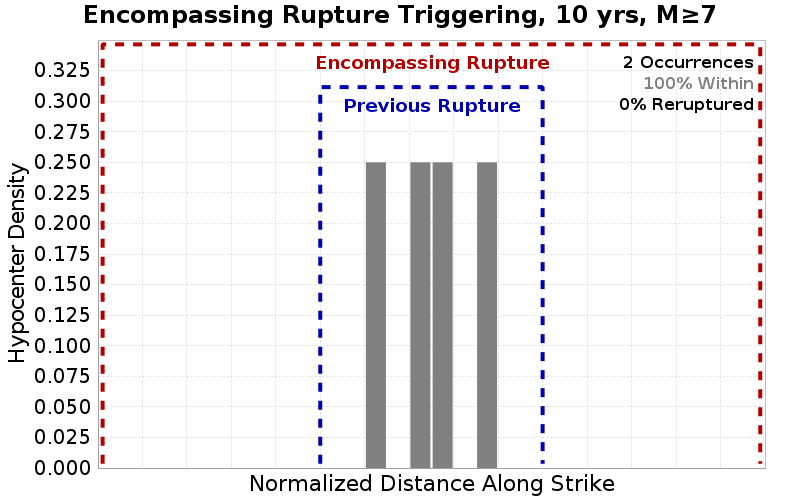 Encompassing Rupture Triggering, 10 yrs, M≥7
Encompassing Rupture
Previous Rupture
2 Occurrences
100% Within
0% Reruptured
Hypocenter Density
0.325
0.300
0.275
0.250
0.225
0.200
0.175
0.150
0.125
0.100
0.075
0.050
0.025
0.000
Normalized Distance Along Strike